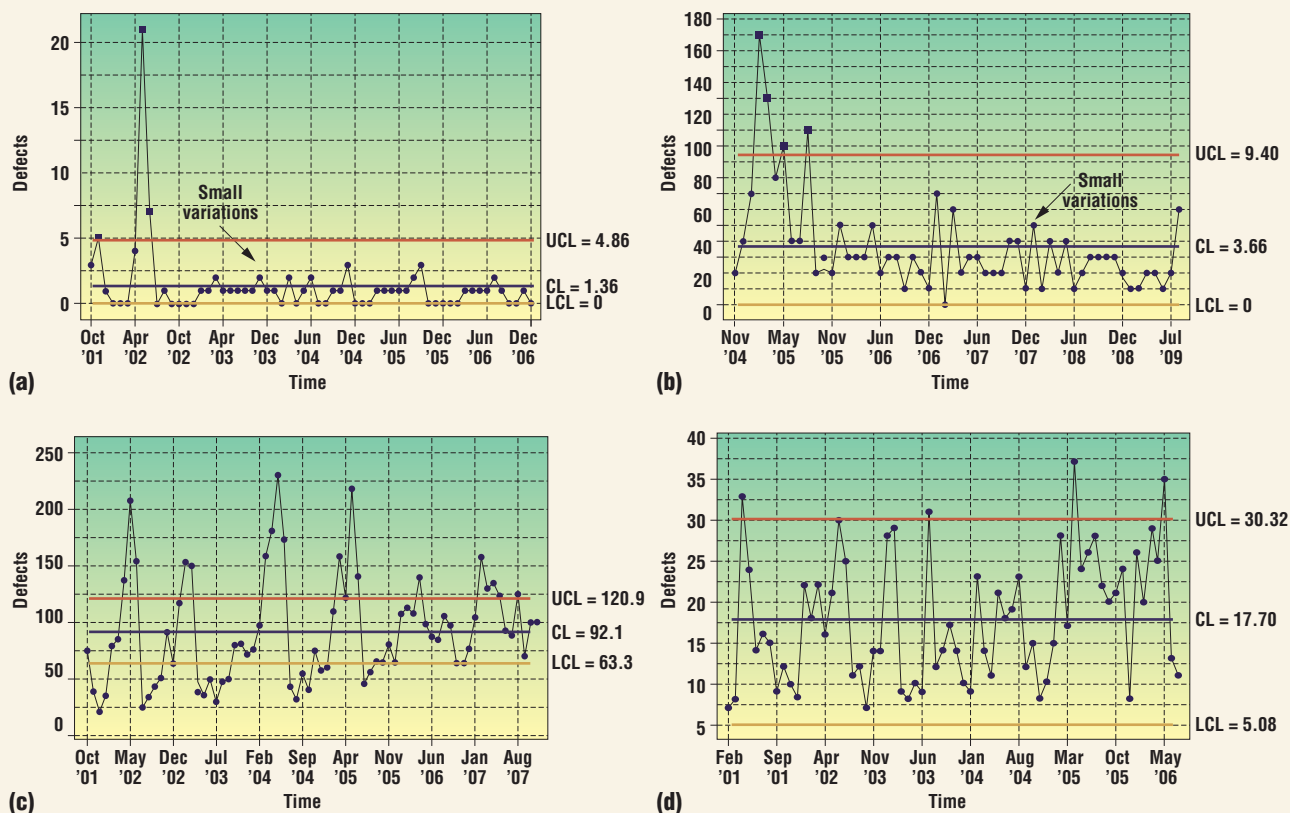 Defects
20
15
10
5
0
Small
variations
UCL = 4.86
CL = 1.36
LCL = 0
Oct Apr Oct Apr Dec Jun Dec Jun Dec Jun Dec
’01 ’02 ’02 ’03 ’03 ’04 ’04 ’05 ’05 ’06 ’06
Time
(a)
Defects
180
160
140
120
100
80
60
40
20
0
Small
variations
UCL = 9.40
CL = 3.66
LCL = 0
Nov May Nov Jun Dec Jun Dec Jun Dec Jul
’04 ’05 ’05 ’06 ’06 ’07 ’07 ’08 ’08 ’09
Time
(b)
Defects
250
200
150
100
50
0
UCL = 120.9
CL = 92.1
LCL = 63.3
Oct May Dec Jul Feb Sep Apr Nov Jun Jan Aug
’01 ’02 ’02 ’03 ’04 ’04 ’05 ’05 ’06 ’07 ’07
Time
(c)
Defects
40
35
30
25
20
15
10
5
UCL = 30.32
CL = 17.70
LCL = 5.08
Feb Sep Apr Nov Jun Jan Aug Mar Oct May
’01 ’01 ’02 ’03 ’03 ’04 ’04 ’05 ’05 ’06
Time
(d)